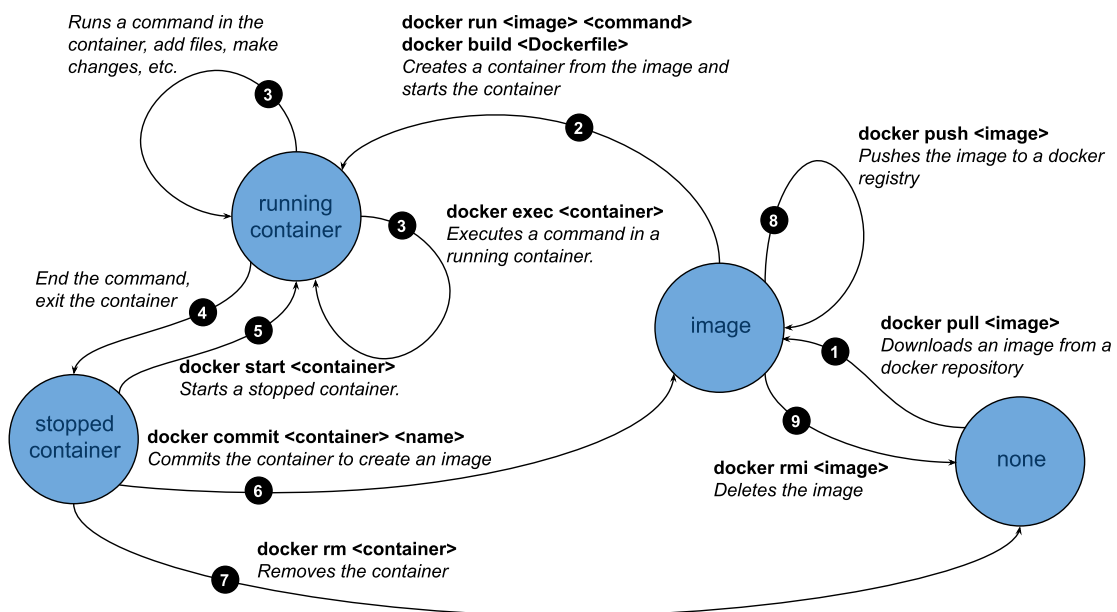 Runs a command in the
container, add files, make
changes, etc.
3
docker run <image> <command>
docker build <Dockerfile>
Creates a container from the image and
starts the container
2
docker push <image>
Pushes the image to a docker
registry
8
running
container
3
docker exec <container>
Executes a command in a
running container.
End the command,
exit the container
4
5
docker start <container>
Starts a stopped container.
image
docker pull <image>
Downloads an image from a
docker repository
1
stopped
container
docker commit <container> <name>
Commits the container to create an image
6
9
docker rmi <image>
Deletes the image
none
docker rm <container>
Removes the container
7